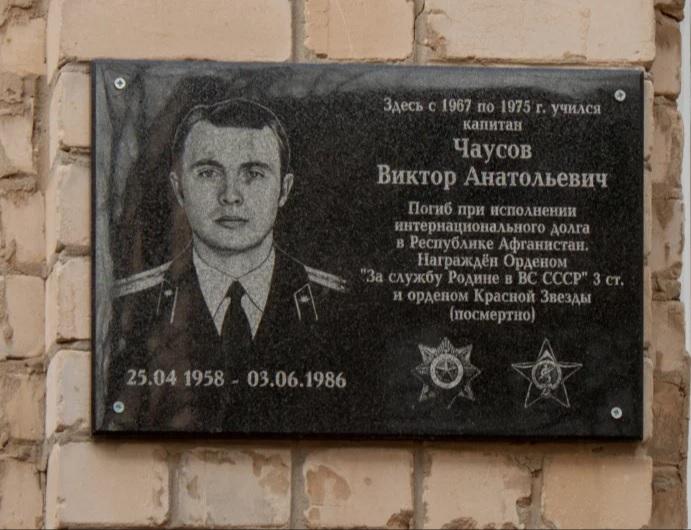 Здесь с 1967 по 1975 г. учился
капитан
Чаусов
Виктор Анатольевич
Погиб при исполнении
интернационального долга
в Республике Афганистан.
Награждён Орденом
"За службу Родине в ВС СССР" 3 ст.
и орденом Красной Звезды
(посмертно)
25.04 1958 - 03.06.1986